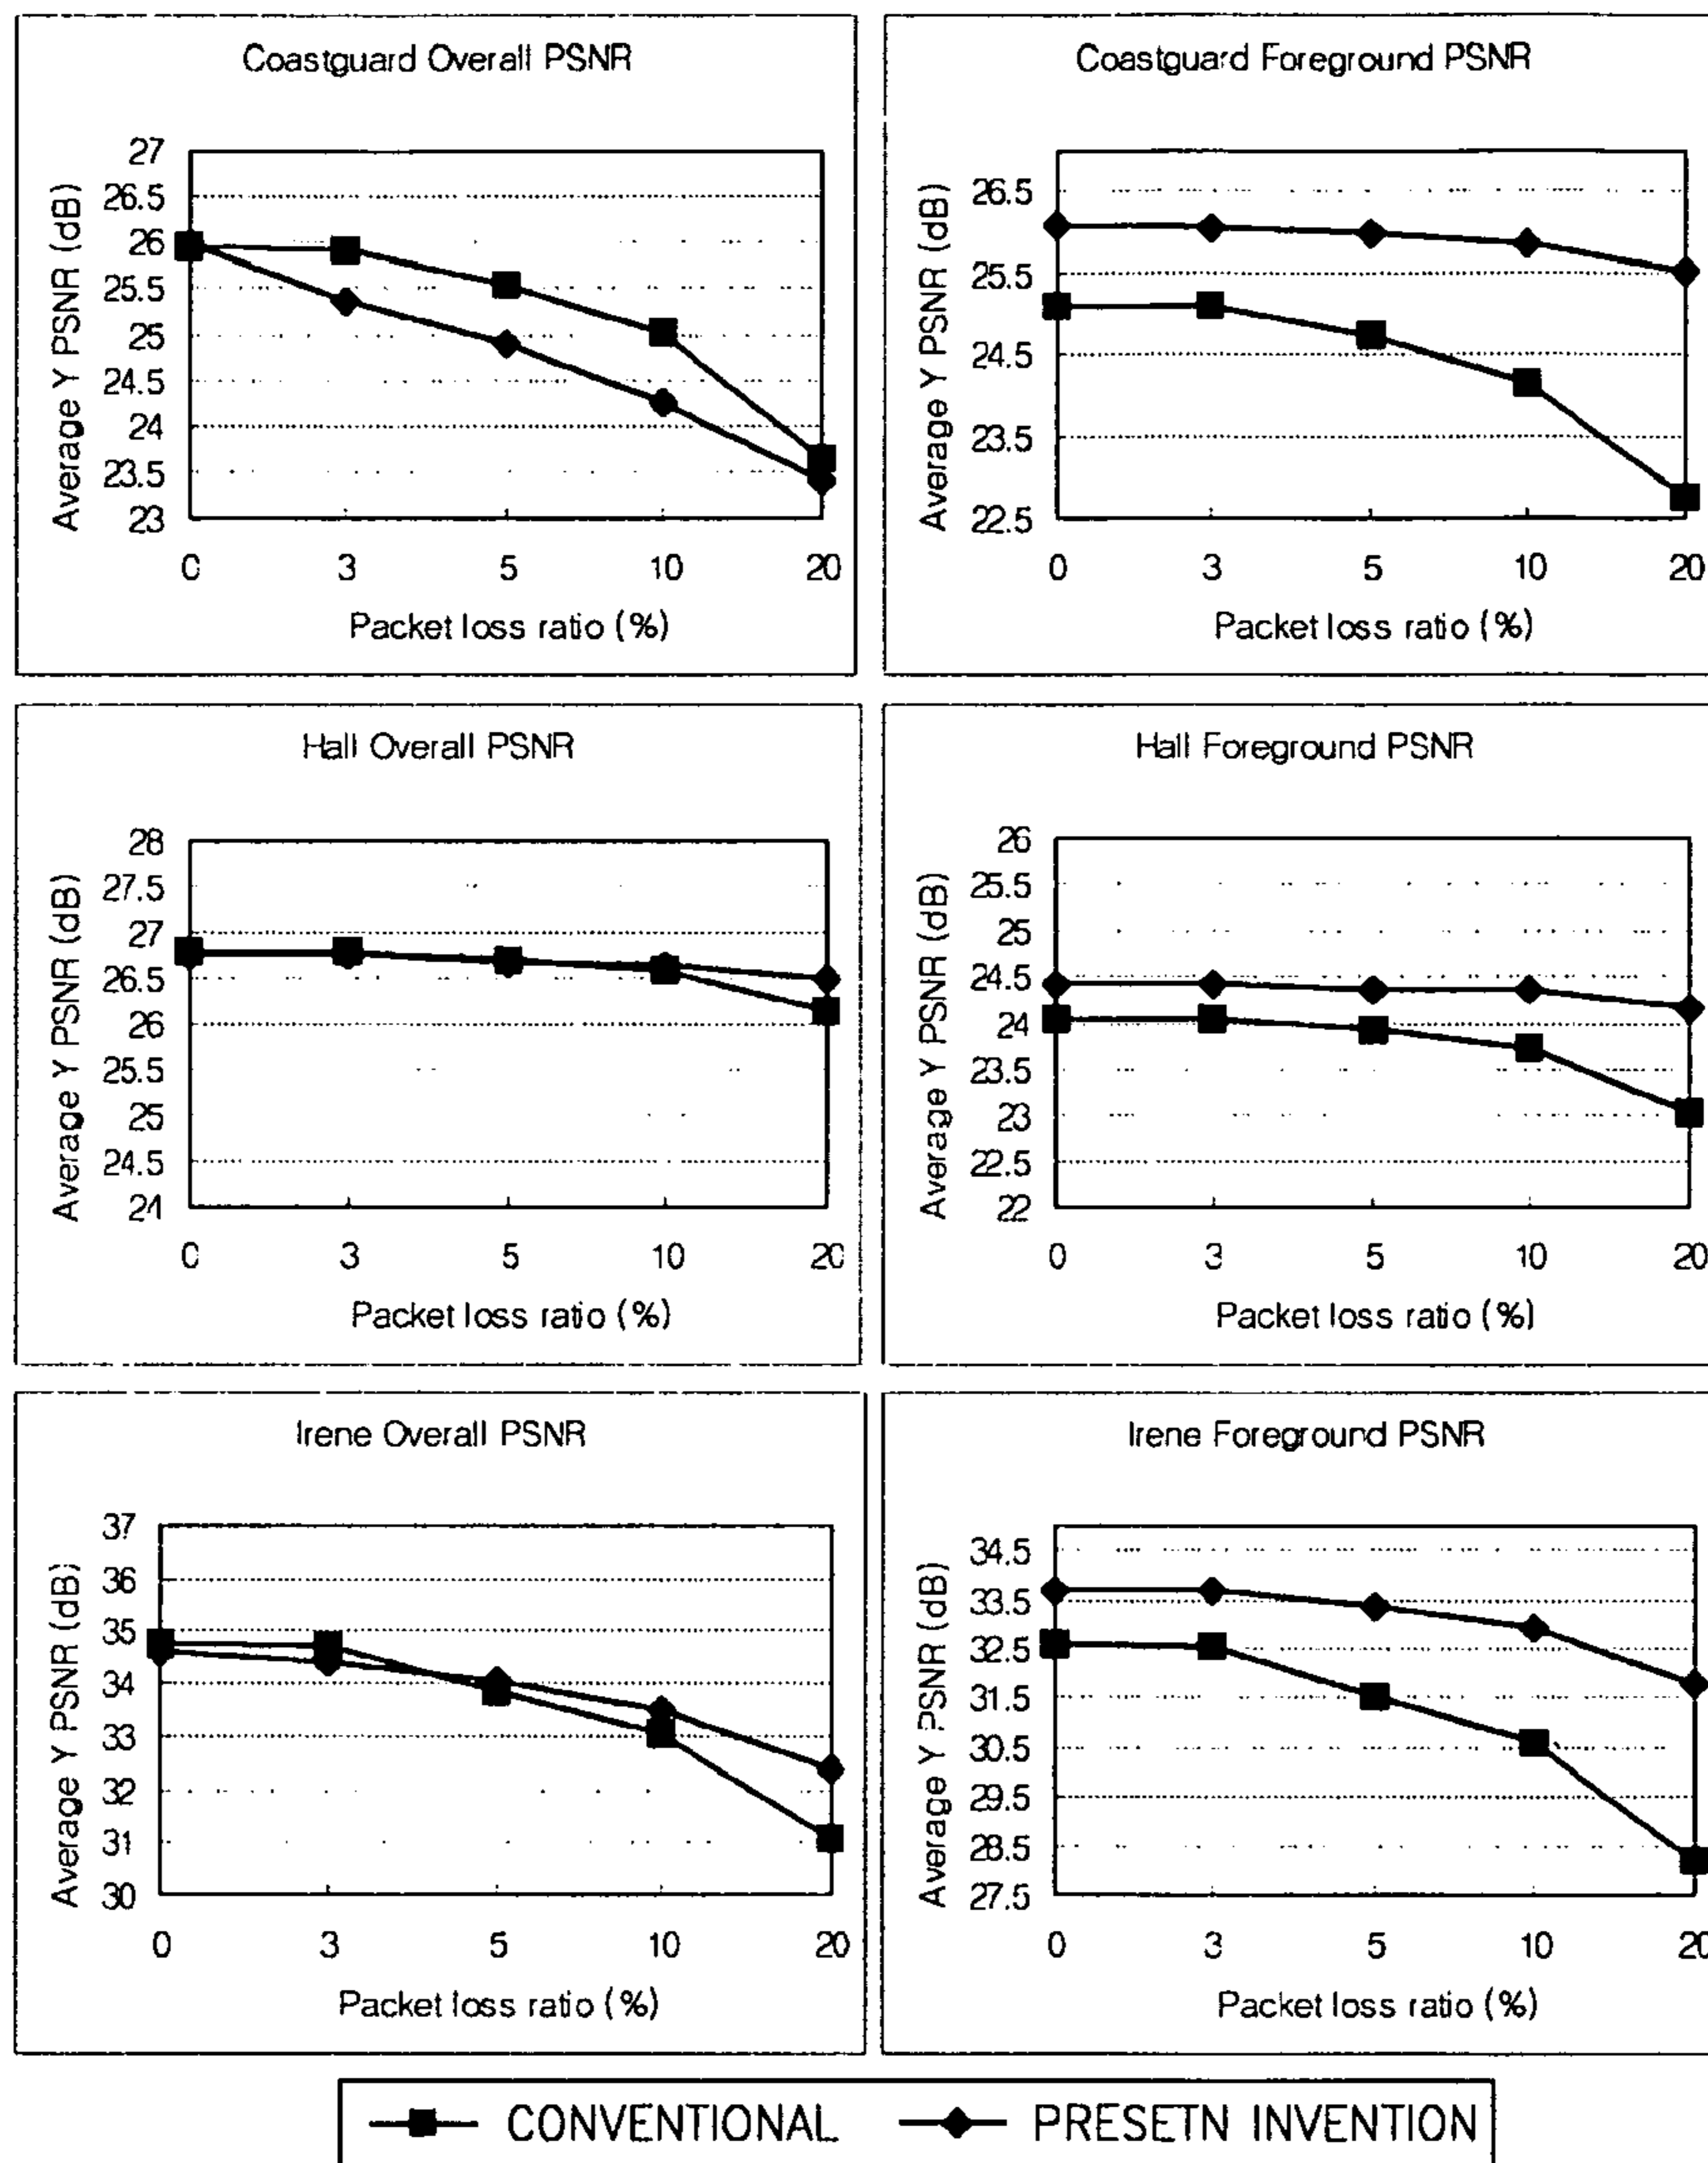 Coastguard Overall PSNR
Average Y PSNR (dB)
27
26.5
26
25.5
25
24.5
24
23.5
23
0 3 5 10 20
Packet loss ratio (%)
Coastguard Foreground PSNR
Average Y PSNR (dB)
26.5
25.5
24.5
23.5
22.5
0 3 5 10 20
Packet loss ratio (%)
Hall Overall PSNR
Average Y PSNR (dB)
28
27.5
27
26.5
26
25.5
25
24.5
24
0 3 5 10 20
Packet loss ratio (%)
Hall Foreground PSNR
Average Y PSNR (dB)
26
25.5
25
24.5
24
23.5
23
22.5
22
0 3 5 10 20
Packet loss ratio (%)
Irene Overall PSNR
Average Y PSNR (dB)
37
36
35
34
33
32
31
30
0 3 5 10 20
Packet loss ratio (%)
Irene Foreground PSNR
Average Y PSNR (dB)
34.5
33.5
32.5
31.5
30.5
29.5
28.5
27.5
0 3 5 10 20
Packet loss ratio (%)
CONVENTIONAL PRESETN INVENTION